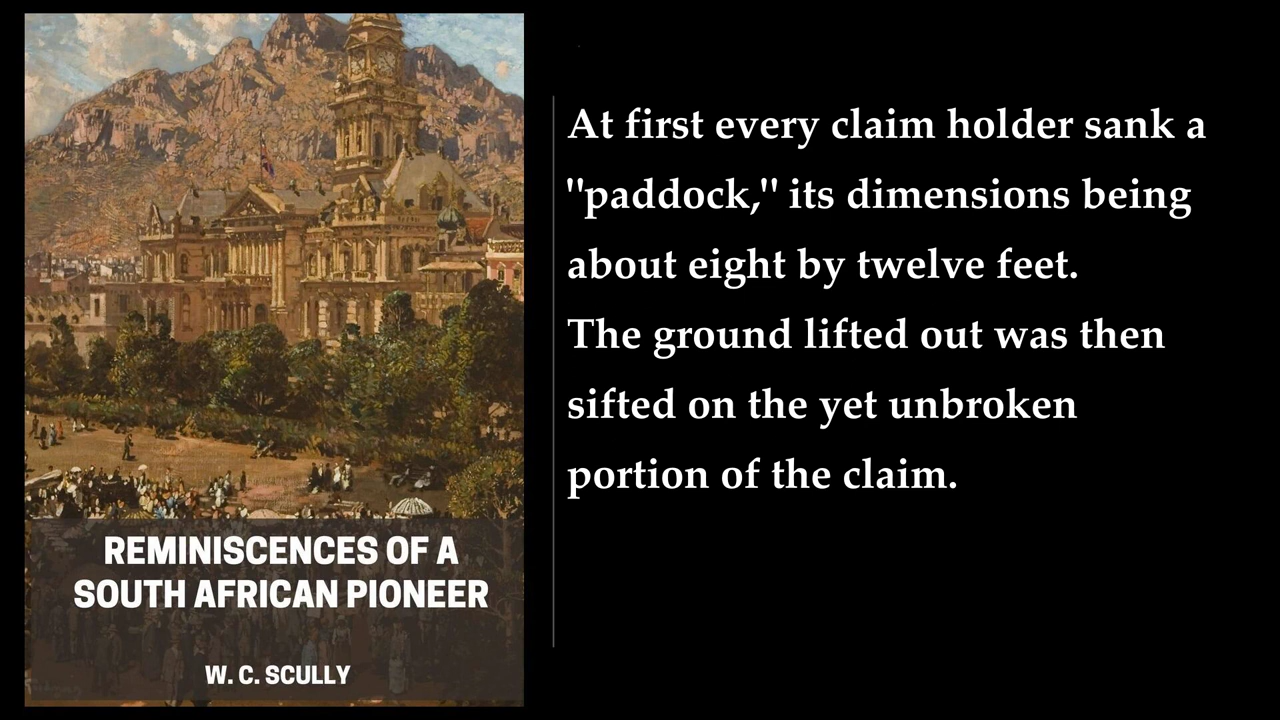 At first every claim holder sank a
"paddock," its dimensions being
about eight by twelve feet.
The ground lifted out was then
sifted on the yet unbroken
portion of the claim.
REMINISCENCES OF A
SOUTH AFRICAN PIONEER
W. C. SCULLY